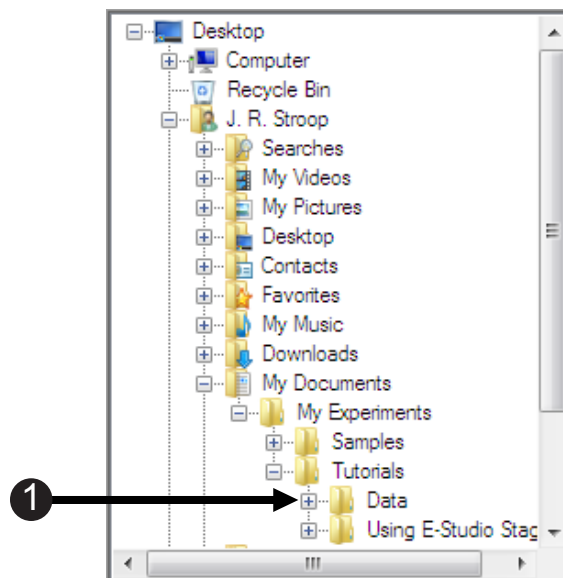 Desktop
Computer
Recycle Bin
J. R. Stroop
Searches
My Videos
My Pictures
Desktop
Contacts
Favorites
My Music
Downloads
My Documents
My Experiments
Samples
Tutorials
1 Data
Using E-Studio Stag